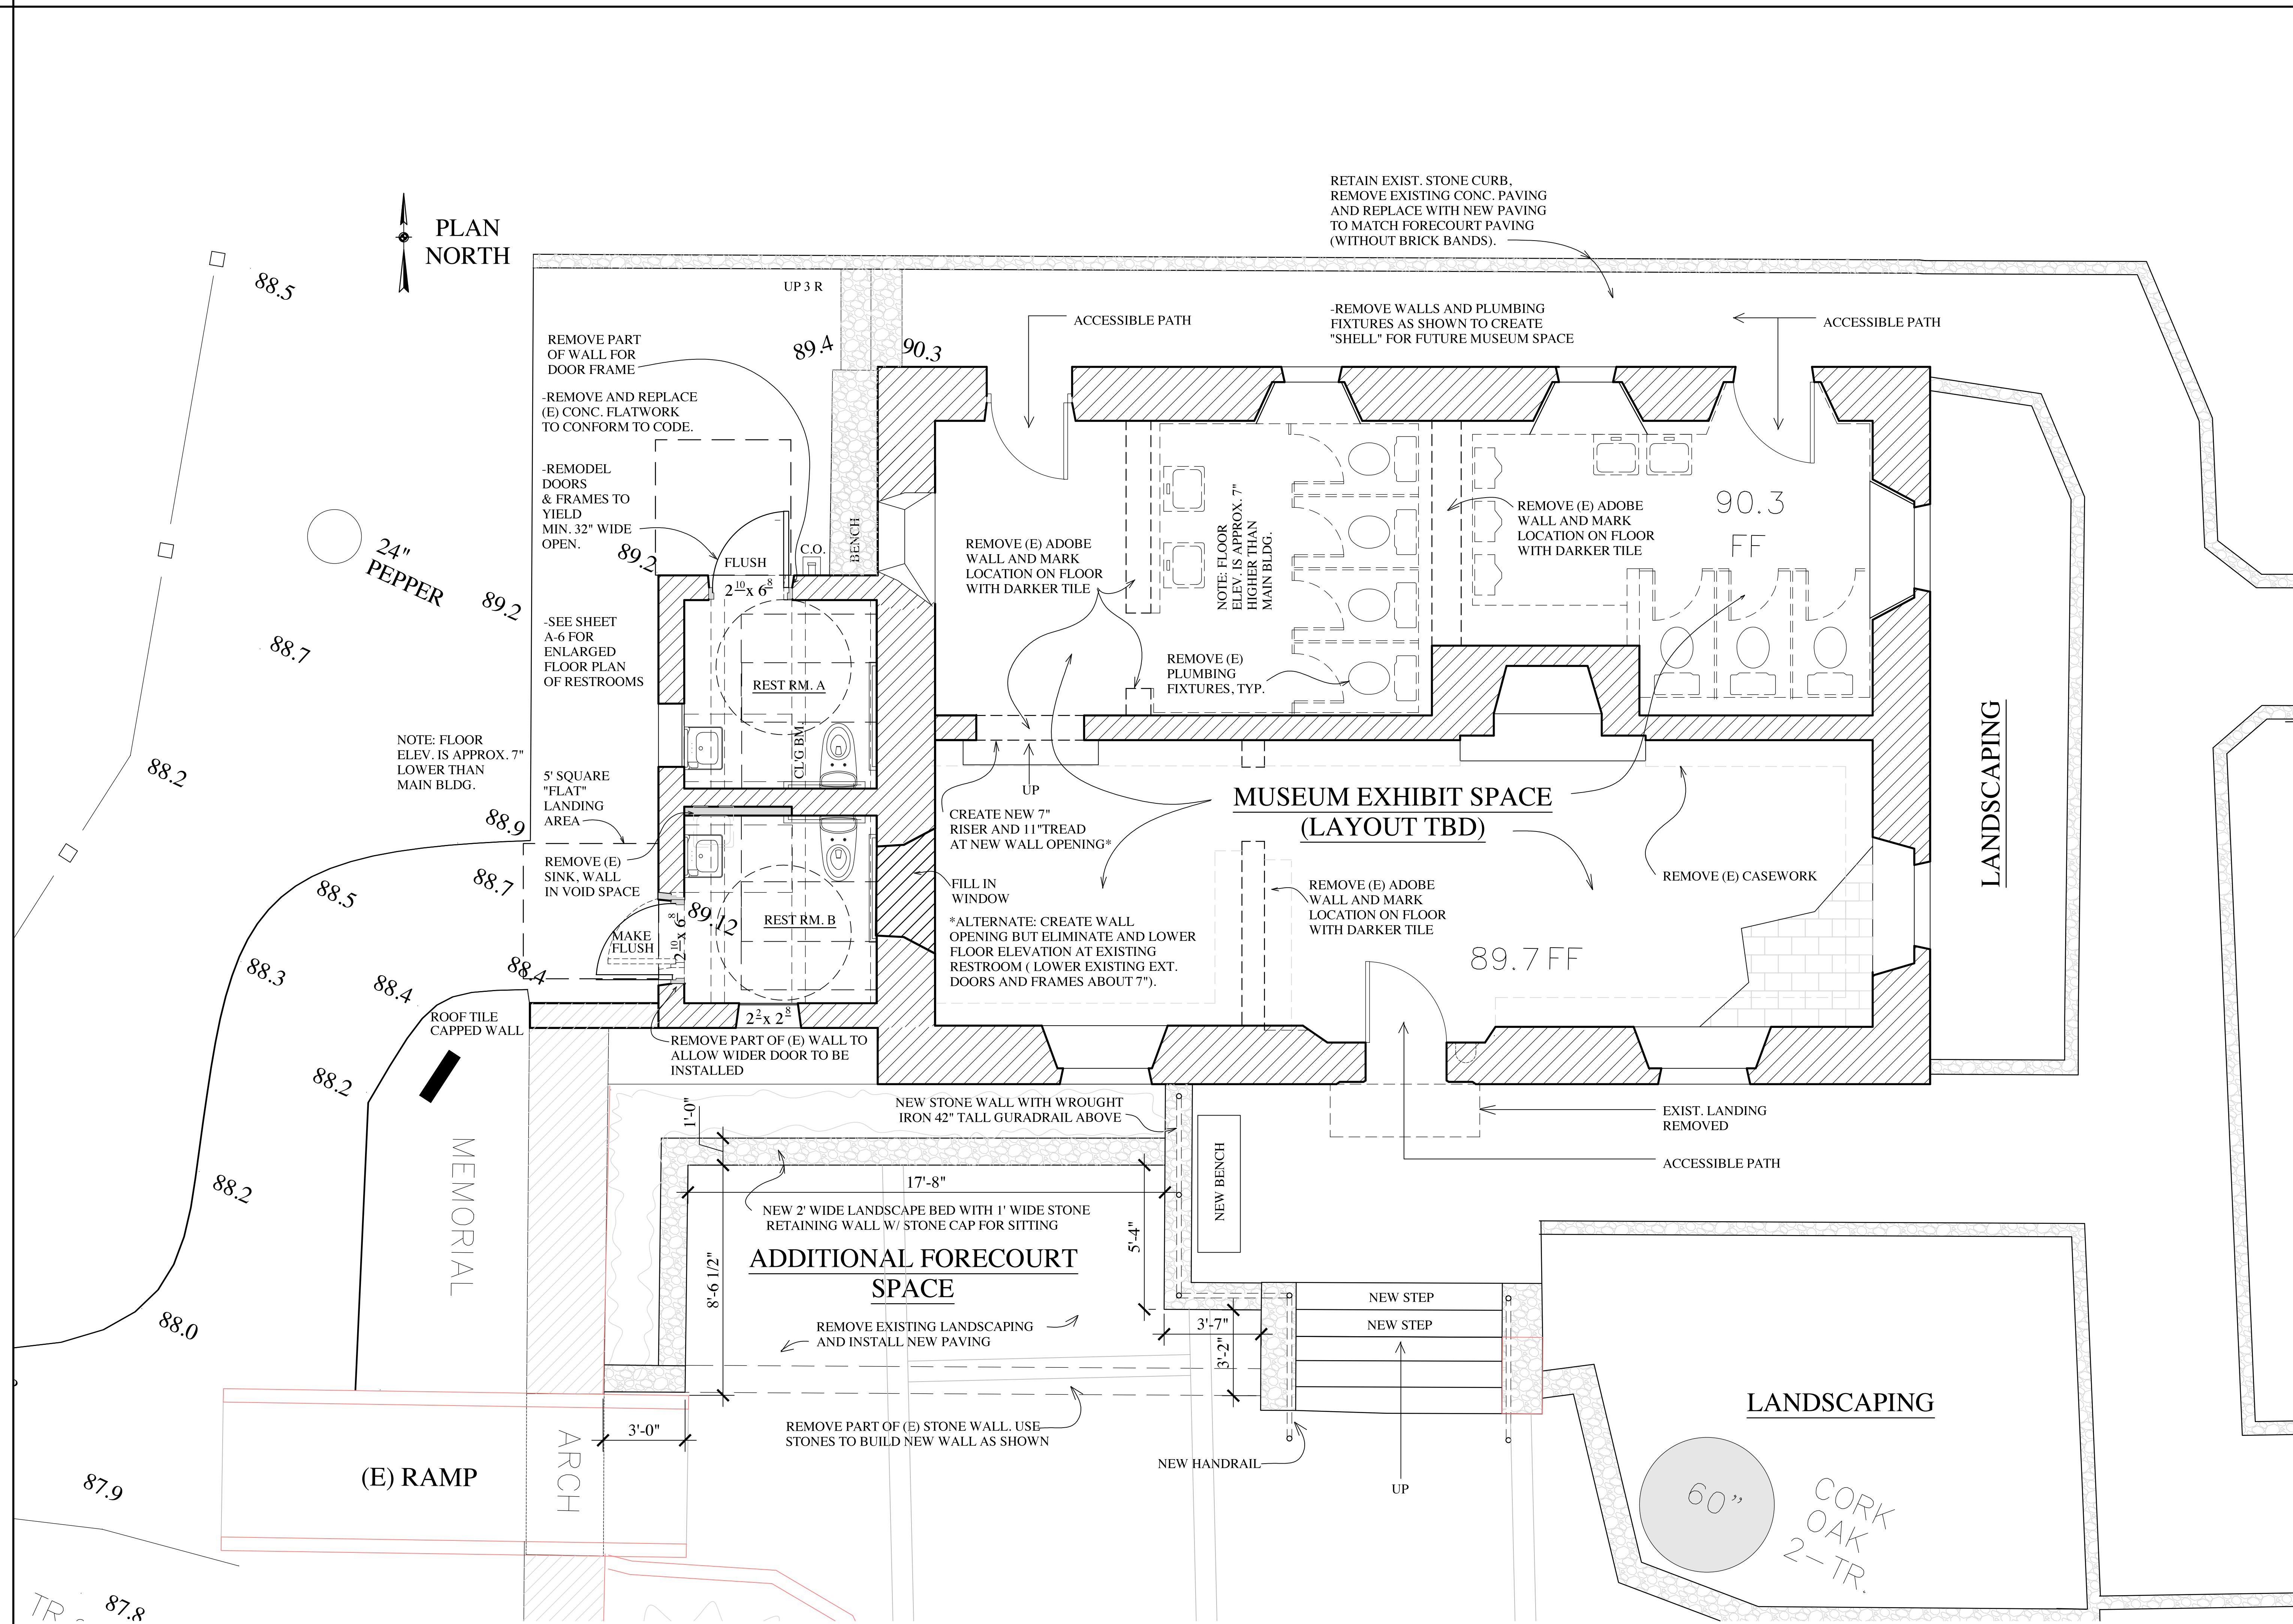 RETAIN EXIST. STONE CURB,
REMOVE EXISTING CONC. PAVING
AND REPLACE WITH NEW PAVING
TO MATCH FORECOURT PAVING
(WITHOUT BRICK BANDS).
PLAN
NORTH
88.5
UP 3 R
ACCESSIBLE PATH
-REMOVE WALLS AND PLUMBING
FIXTURES AS SHOWN TO CREATE
"SHELL" FOR FUTURE MUSEUM SPACE
ACCESSIBLE PATH
REMOVE PART
OF WALL FOR
DOOR FRAME
89.4
90.3
-REMOVE AND REPLACE
(E) CONC. FLATWORK
TO CONFORM TO CODE.
-REMODEL
DOORS
& FRAMES TO
YIELD
MIN. 32" WIDE
OPEN.
89.2
FLUSH
C.O.
BENCH
2 10 x 6 8
24"
PEPPER
89.2
88.7
-SEE SHEET
A-6 FOR
ENLARGED
FLOOR PLAN
OF RESTROOMS
REST RM. A
CL'G BM.
REMOVE (E) ADOBE
WALL AND MARK
LOCATION ON FLOOR
WITH DARKER TILE
NOTE: FLOOR
ELEV. IS APPROX. 7"
HIGHER THAN
MAIN BLDG.
REMOVE (E) ADOBE
WALL AND MARK
LOCATION ON FLOOR
WITH DARKER TILE
90.3
FF
REMOVE (E)
PLUMBING
FIXTURES, TYP.
LANDSCAPING
NOTE: FLOOR
ELEV. IS APPROX. 7"
LOWER THAN
MAIN BLDG.
88.2
5' SQUARE
"FLAT"
LANDING
AREA
88.9
UP
CREATE NEW 7"
RISER AND 11"TREAD
AT NEW WALL OPENING*
MUSEUM EXHIBIT SPACE
(LAYOUT TBD)
REMOVE (E) CASEWORK
REMOVE (E)
SINK, WALL
IN VOID SPACE
88.7
88.5
FILL IN
WINDOW
REMOVE (E) ADOBE
WALL AND MARK
LOCATION ON FLOOR
WITH DARKER TILE
*ALTERNATE: CREATE WALL
OPENING BUT ELIMINATE AND LOWER
FLOOR ELEVATION AT EXISTING
RESTROOM ( LOWER EXISTING EXT.
DOORS AND FRAMES ABOUT 7").
89.7 FF
REST RM. B
89.12
MAKE
FLUSH
2 10 x 6 8
88.3
88.4
88.4
ROOF TILE
CAPPED WALL
2 2 x 2 8
REMOVE PART OF (E) WALL TO
ALLOW WIDER DOOR TO BE
INSTALLED
88.2
NEW STONE WALL WITH WROUGHT
IRON 42" TALL GURADRAIL ABOVE
1'-0"
EXIST. LANDING
REMOVED
ACCESSIBLE PATH
MEMORIAL
88.2
17'-8"
NEW BENCH
NEW 2' WIDE LANDSCAPE BED WITH 1' WIDE STONE
RETAINING WALL W/ STONE CAP FOR SITTING
5'-4"
ADDITIONAL FORECOURT
SPACE
8'-6 1/2"
NEW STEP
NEW STEP
88.0
REMOVE EXISTING LANDSCAPING
AND INSTALL NEW PAVING
3'-7"
3'-2"
LANDSCAPING
REMOVE PART OF (E) STONE WALL. USE
STONES TO BUILD NEW WALL AS SHOWN
3'-0"
ARCH
(E) RAMP
NEW HANDRAIL
UP
87.9
60"
CORK
OAK
2-TR.
87.8
TR